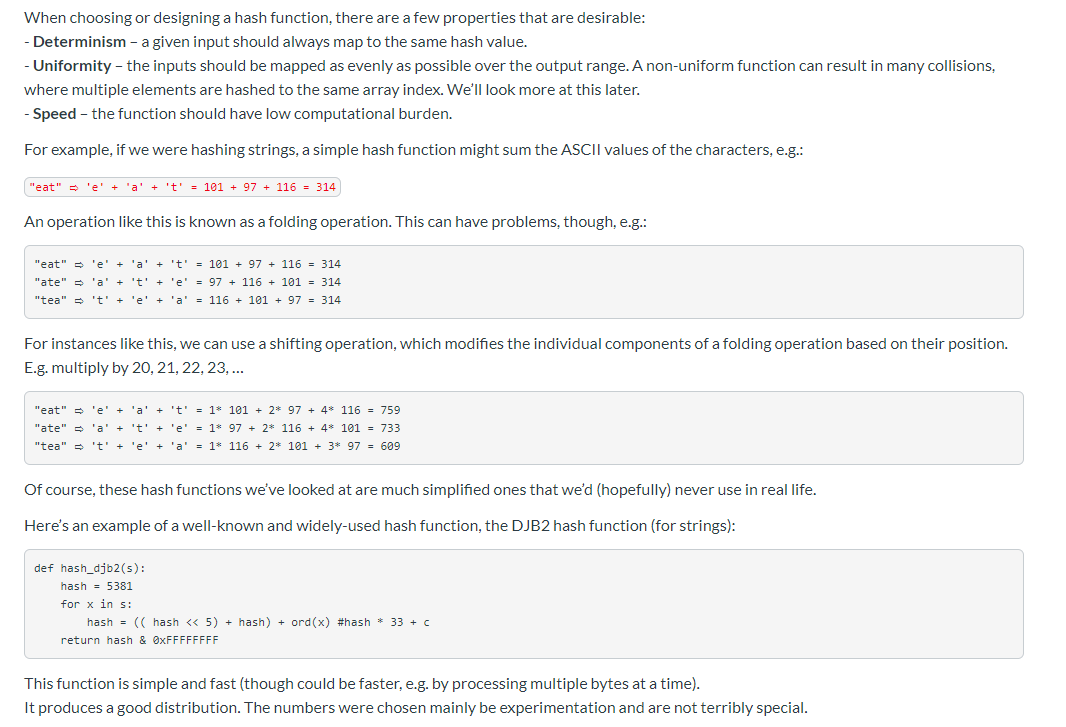 When choosing or designing a hash function, there are a few properties that are desirable:
- Determinism – a given input should always map to the same hash value.
- Uniformity – the inputs should be mapped as evenly as possible over the output range. A non-uniform function can result in many collisions,
where multiple elements are hashed to the same array index. We'll look more at this later.
- Speed – the function should have low computational burden.
For example, if we were hashing strings, a simple hash function might sum the ASCII values of the characters, e.g.:
"eat" ⇒ 'e' + 'a' + 't' = 101 + 97 + 116 = 314
An operation like this is known as a folding operation. This can have problems, though, e.g.:
"eat" ⇒ 'e' + 'a' + 't' = 101 + 97 + 116 = 314
"ate" ⇒ 'a' + 't' + 'e' = 97 + 116 + 101 = 314
"tea" ⇒ 't' + 'e' + 'a' = 116 + 101 + 97 = 314
For instances like this, we can use a shifting operation, which modifies the individual components of a folding operation based on their position.
E.g. multiply by 20, 21, 22, 23, ...
"eat" ⇒ 'e' + 'a' + 't' = 1* 101 + 2* 97 + 4* 116 = 759
"ate" ⇒ 'a' + 't' + 'e' = 1* 97 + 2* 116 + 4* 101 = 733
"tea" ⇒ 't' + 'e' + 'a' = 1* 116 + 2* 101 + 3* 97 = 609
Of course, these hash functions we've looked at are much simplified ones that we'd (hopefully) never use in real life.
Here's an example of a well-known and widely-used hash function, the DJB2 hash function (for strings):
def hash_djb2(s):
    hash = 5381
    for x in s:
        hash = (( hash << 5) + hash) + ord(x) #hash * 33 + c
    return hash & 0xFFFFFFFF
This function is simple and fast (though could be faster, e.g. by processing multiple bytes at a time).
It produces a good distribution. The numbers were chosen mainly be experimentation and are not terribly special.